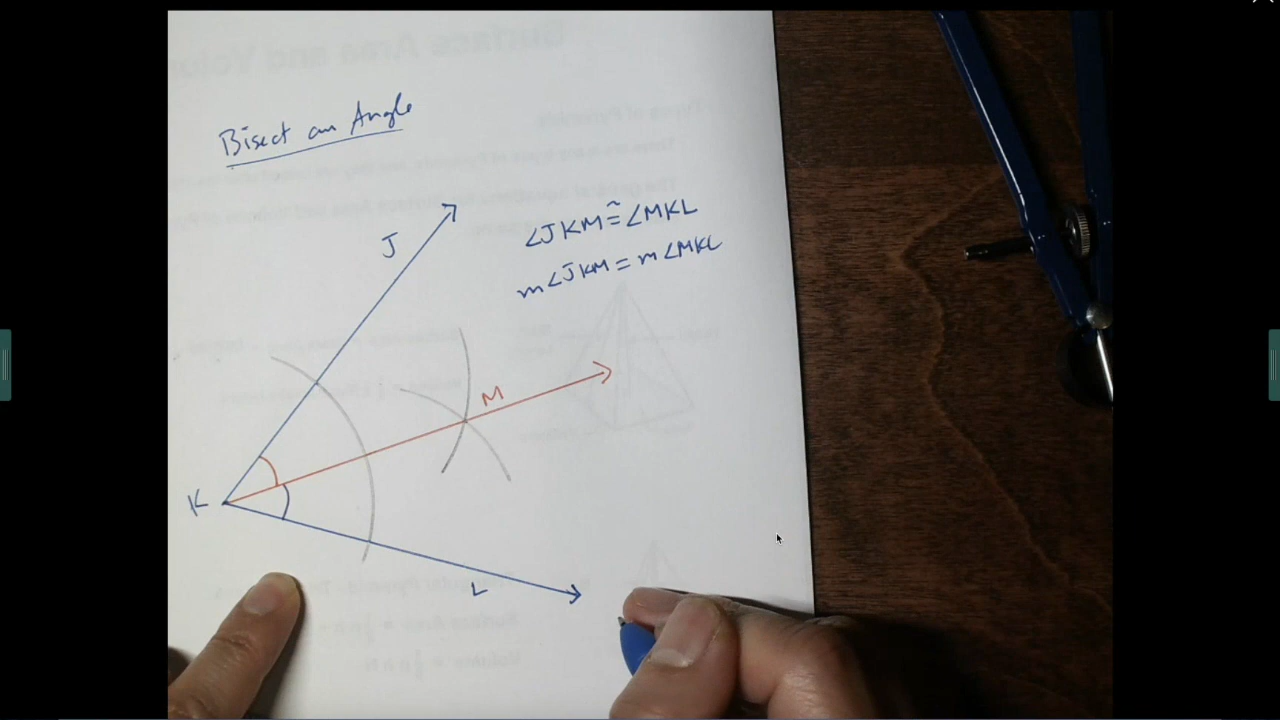 Bisect an Angle
∠JKM ≅ ∠MKL
m∠JKM = m∠MKL
J
M
K
L